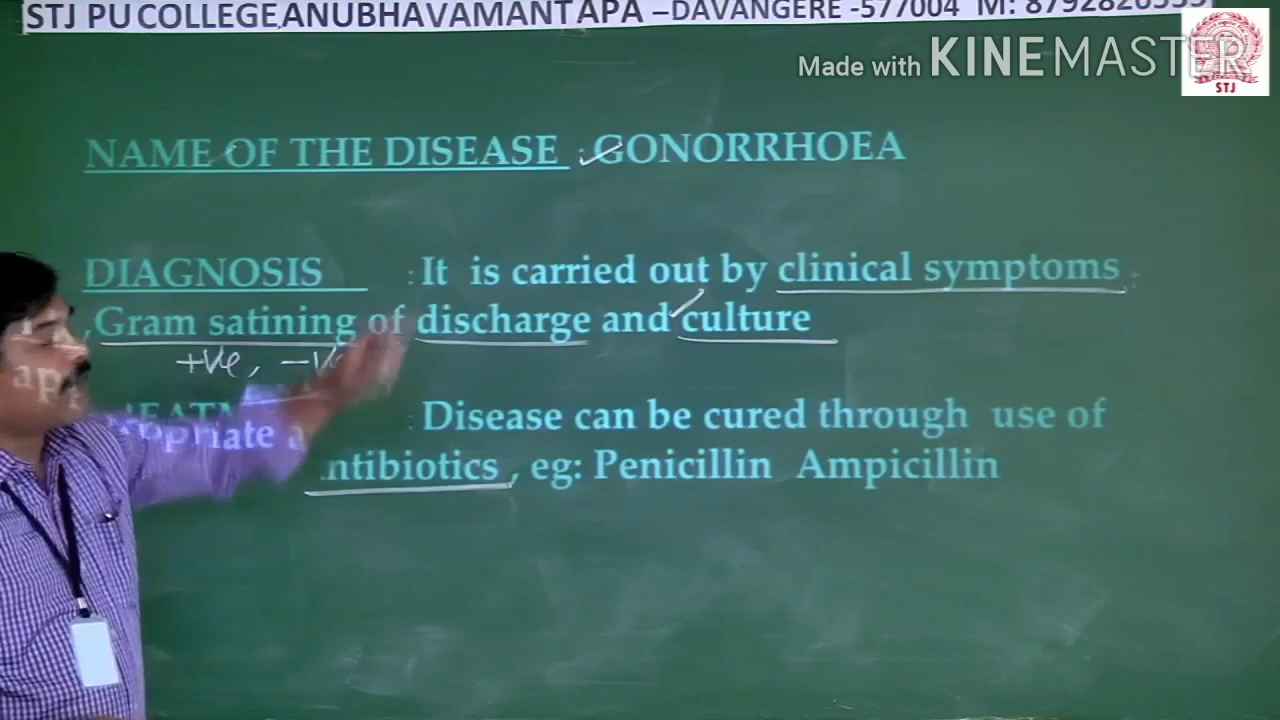 STJ PU COLLEGE,ANUBHAVAMANTAPA –DAVANGERE -577004 M: 8792820555
Made with KINEMASTER
STJ
NAME OF THE DISEASE : GONORRHOEA
DIAGNOSIS : It is carried out by clinical symptoms
,Gram satining of discharge and culture
+ve, -ve
: Disease can be cured through use of
antibiotics , eg: Penicillin Ampicillin